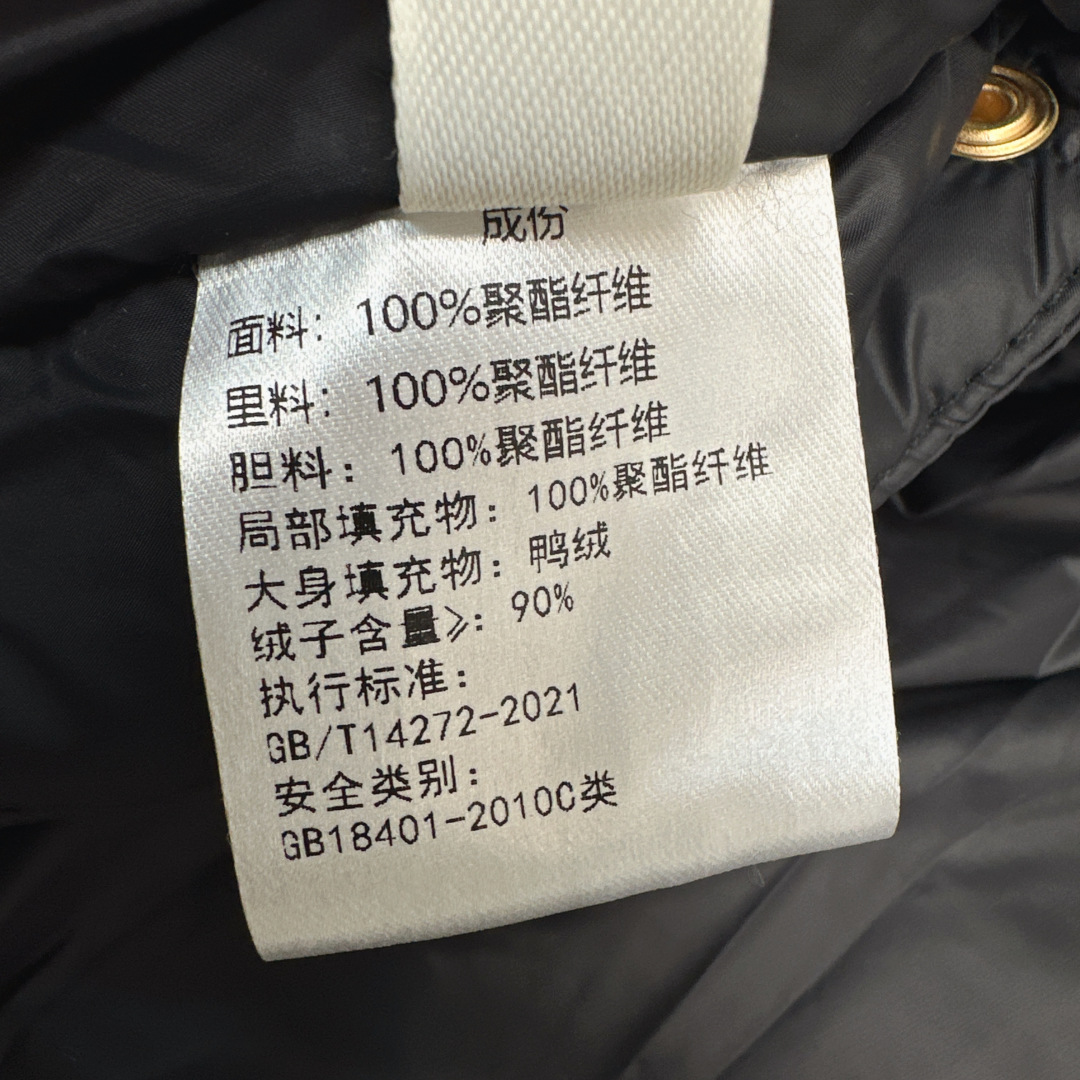 成份
面料：100%聚酯纤维
里料：100%聚酯纤维
胆料：100%聚酯纤维
局部填充物：100%聚酯纤维
大身填充物：鸭绒
绒子含量≥：90%
执行标准：
GB/T14272-2021
安全类别：
GB18401-2010C类